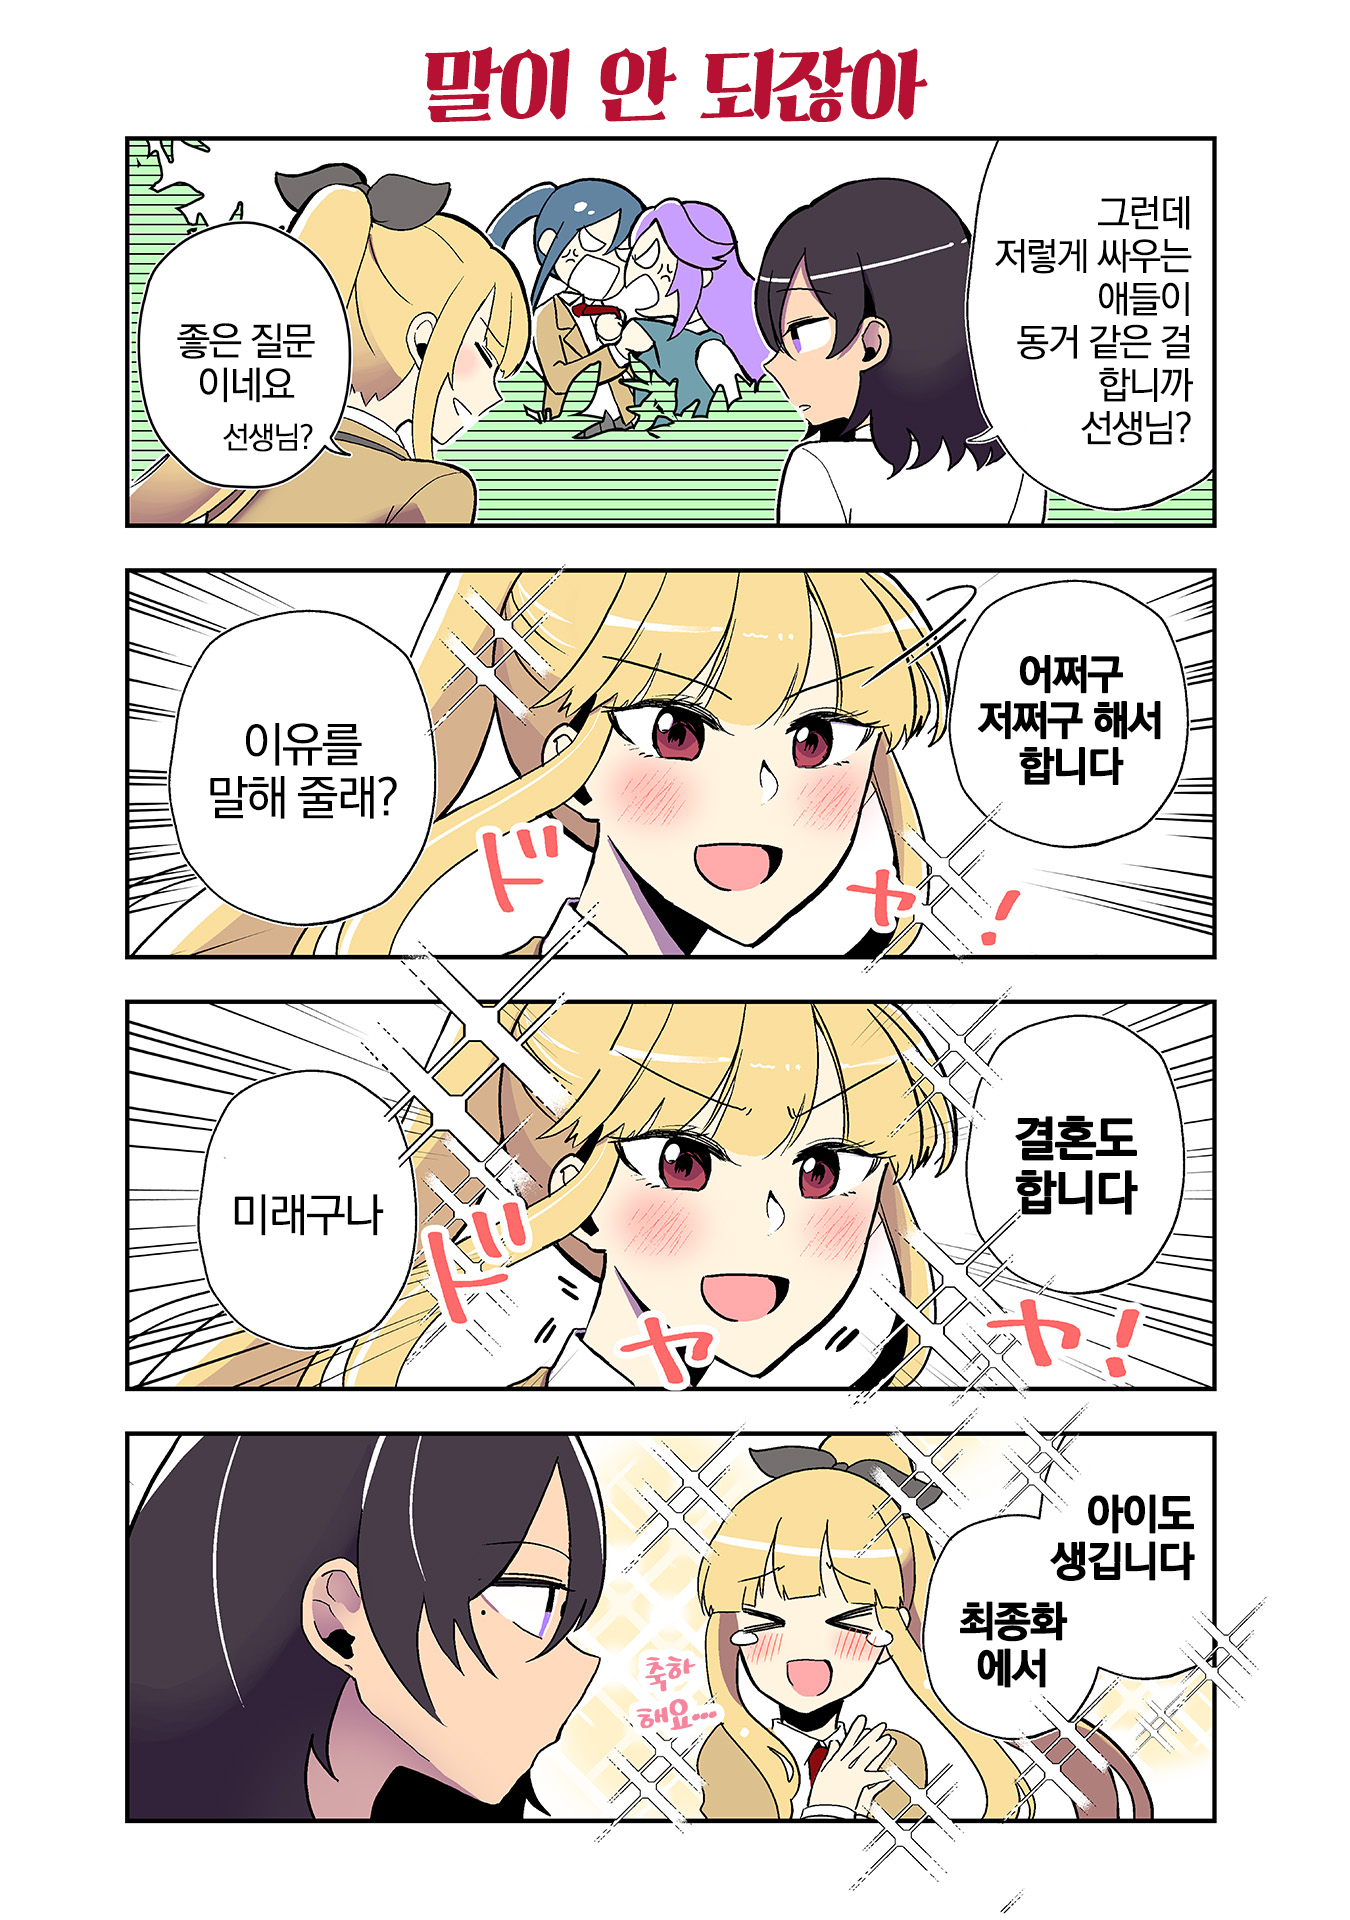 말이 안 되잖아
그런데
저렇게 싸우는
애들이
동거 같은 걸
합니까
선생님?
좋은 질문
이네요
선생님?
어쩌구
저쩌구 해서
합니다
이유를
말해 줄래?
ドヤ!
결혼도
합니다
미래구나
ドヤヤ!
아이도
생깁니다
최종화
에서
축하
해요...